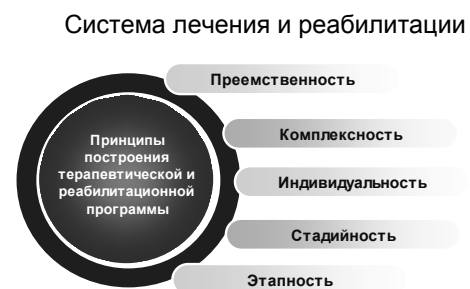 Система лечения и реабилитации
Принципы
построения
терапевтической и
реабилитационной
программы
Преемственность
Комплексность
Индивидуальность
Стадийность
Этапность